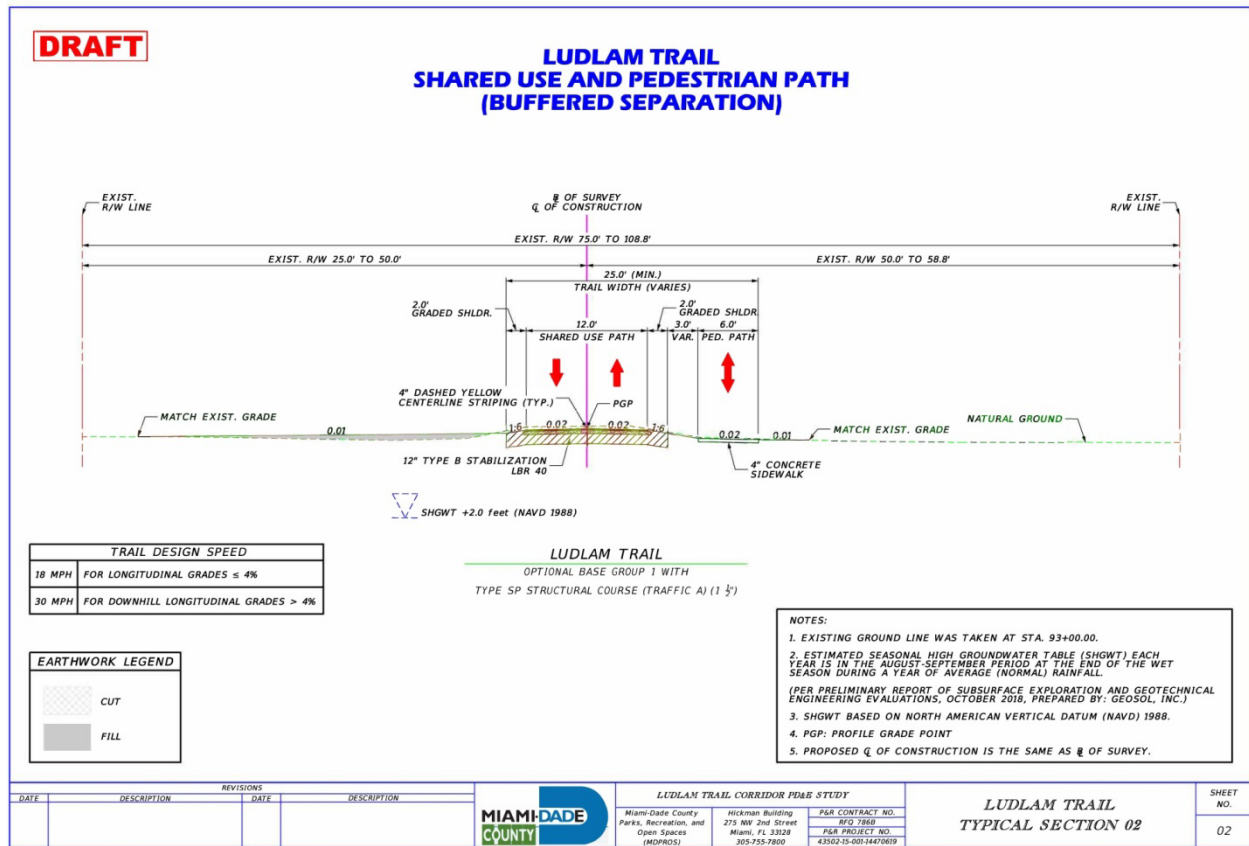 DRAFT
LUDLAM TRAIL
SHARED USE AND PEDESTRIAN PATH
(BUFFERED SEPARATION)
EXIST.
R/W LINE
℄ OF SURVEY
℄ OF CONSTRUCTION
EXIST.
R/W LINE
EXIST. R/W 75.0' TO 108.8'
EXIST. R/W 25.0' TO 50.0'
EXIST. R/W 50.0' TO 58.8'
25.0' (MIN.)
TRAIL WIDTH (VARIES)
2.0'
GRADED SHLDR.
2.0'
GRADED SHLDR.
12.0'
SHARED USE PATH
3.0'
VAR.
6.0'
PED. PATH
4" DASHED YELLOW
CENTERLINE STRIPING (TYP.)
PGP
MATCH EXIST. GRADE
0.01
1:6
0.02
0.02
1:6
0.02
0.01
MATCH EXIST. GRADE
NATURAL GROUND
12" TYPE B STABILIZATION
LBR 40
4" CONCRETE
SIDEWALK
SHGWT +2.0 feet (NAVD 1988)
TRAIL DESIGN SPEED
18 MPH FOR LONGITUDINAL GRADES ≤ 4%
30 MPH FOR DOWNHILL LONGITUDINAL GRADES > 4%
LUDLAM TRAIL
OPTIONAL BASE GROUP 1 WITH
TYPE SP STRUCTURAL COURSE (TRAFFIC A) (1 ½")
EARTHWORK LEGEND
CUT
FILL
NOTES:
1. EXISTING GROUND LINE WAS TAKEN AT STA. 93+00.00.
2. ESTIMATED SEASONAL HIGH GROUNDWATER TABLE (SHGWT) EACH
YEAR IS IN THE AUGUST-SEPTEMBER PERIOD AT THE END OF THE WET
SEASON DURING A YEAR OF AVERAGE (NORMAL) RAINFALL.
(PER PRELIMINARY REPORT OF SUBSURFACE EXPLORATION AND GEOTECHNICAL
ENGINEERING EVALUATIONS, OCTOBER 2018, PREPARED BY: GEOSOL, INC.)
3. SHGWT BASED ON NORTH AMERICAN VERTICAL DATUM (NAVD) 1988.
4. PGP: PROFILE GRADE POINT
5. PROPOSED ℄ OF CONSTRUCTION IS THE SAME AS ℄ OF SURVEY.
REVISIONS
DATE DESCRIPTION DATE DESCRIPTION
MIAMI-DADE
COUNTY
LUDLAM TRAIL CORRIDOR PD&E STUDY
Miami-Dade County
Parks, Recreation, and
Open Spaces
(MDPROS)
Hickman Building
275 NW 2nd Street
Miami, FL 33128
305-755-7800
P&R CONTRACT NO.
RFQ 786B
P&R PROJECT NO.
43502-15-001-14470619
LUDLAM TRAIL
TYPICAL SECTION 02
SHEET
NO.
02